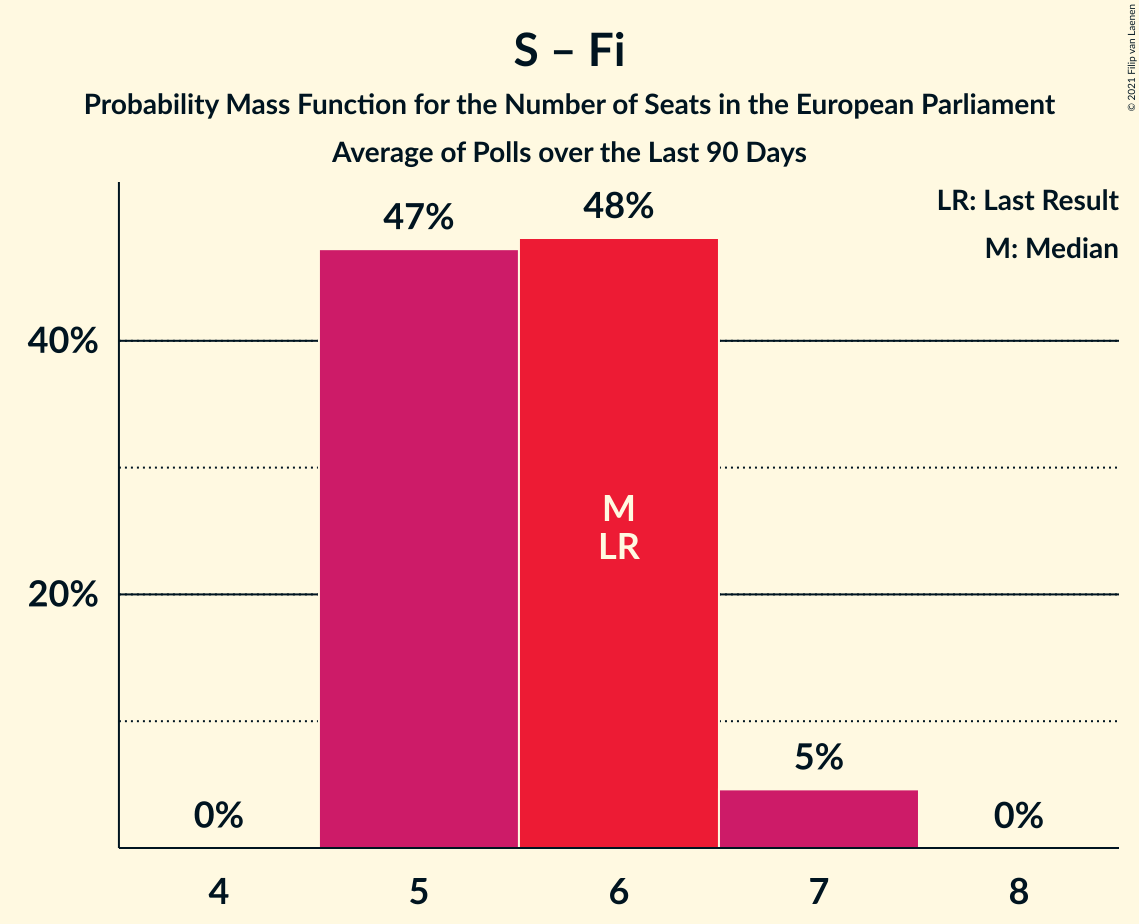 S – Fi
Probability Mass Function for the Number of Seats in the European Parliament
Average of Polls over the Last 90 Days
© 2021 Filip van Laenen
LR: Last Result
M: Median
47%
48%
40%
M
LR
20%
5%
0%
0%
4
5
6
7
8